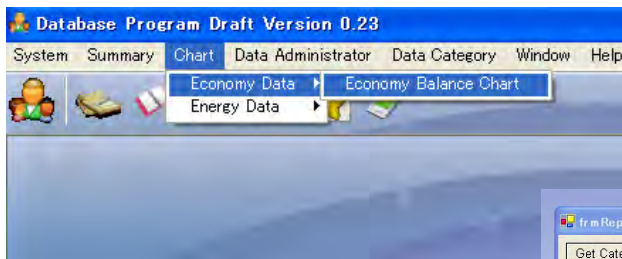 Database Program Draft Version 0.23
System Summary Chart Data Administrator Data Category Window Help
Economy Data Economy Balance Chart
Energy Data
frmRep
Get Cate